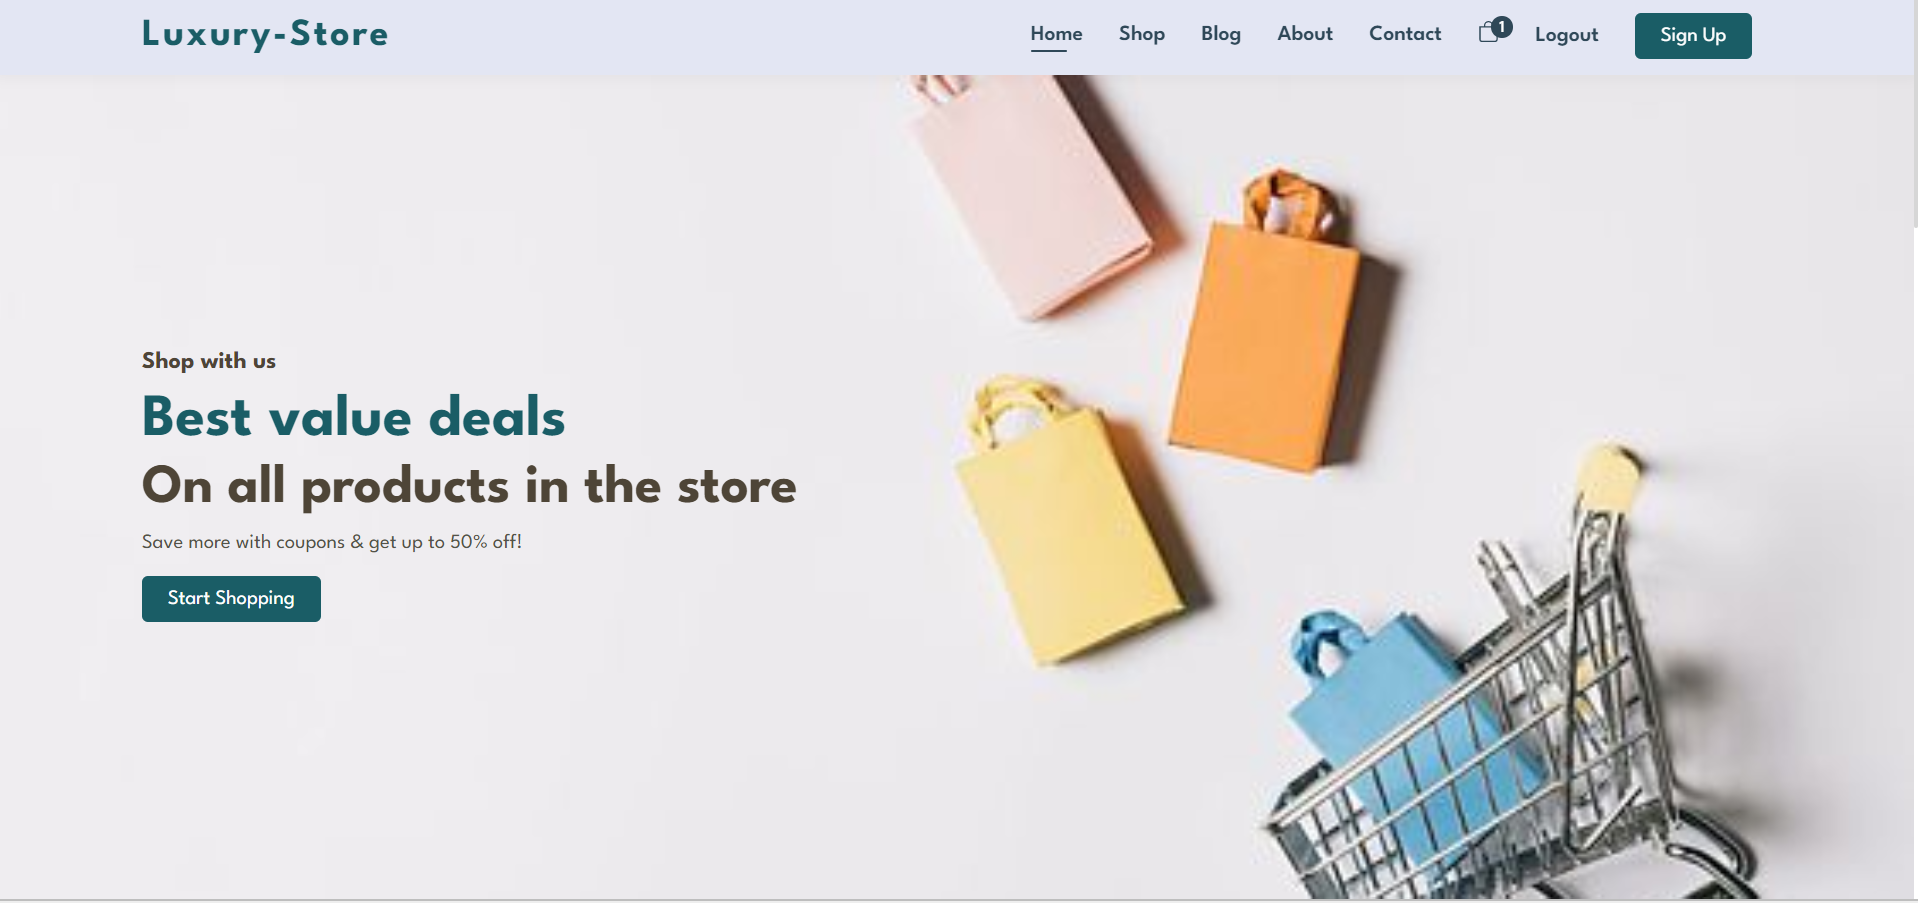 Luxury-Store
Home Shop Blog About Contact 1 Logout Sign Up
Shop with us
Best value deals
On all products in the store
Save more with coupons & get up to 50% off!
Start Shopping